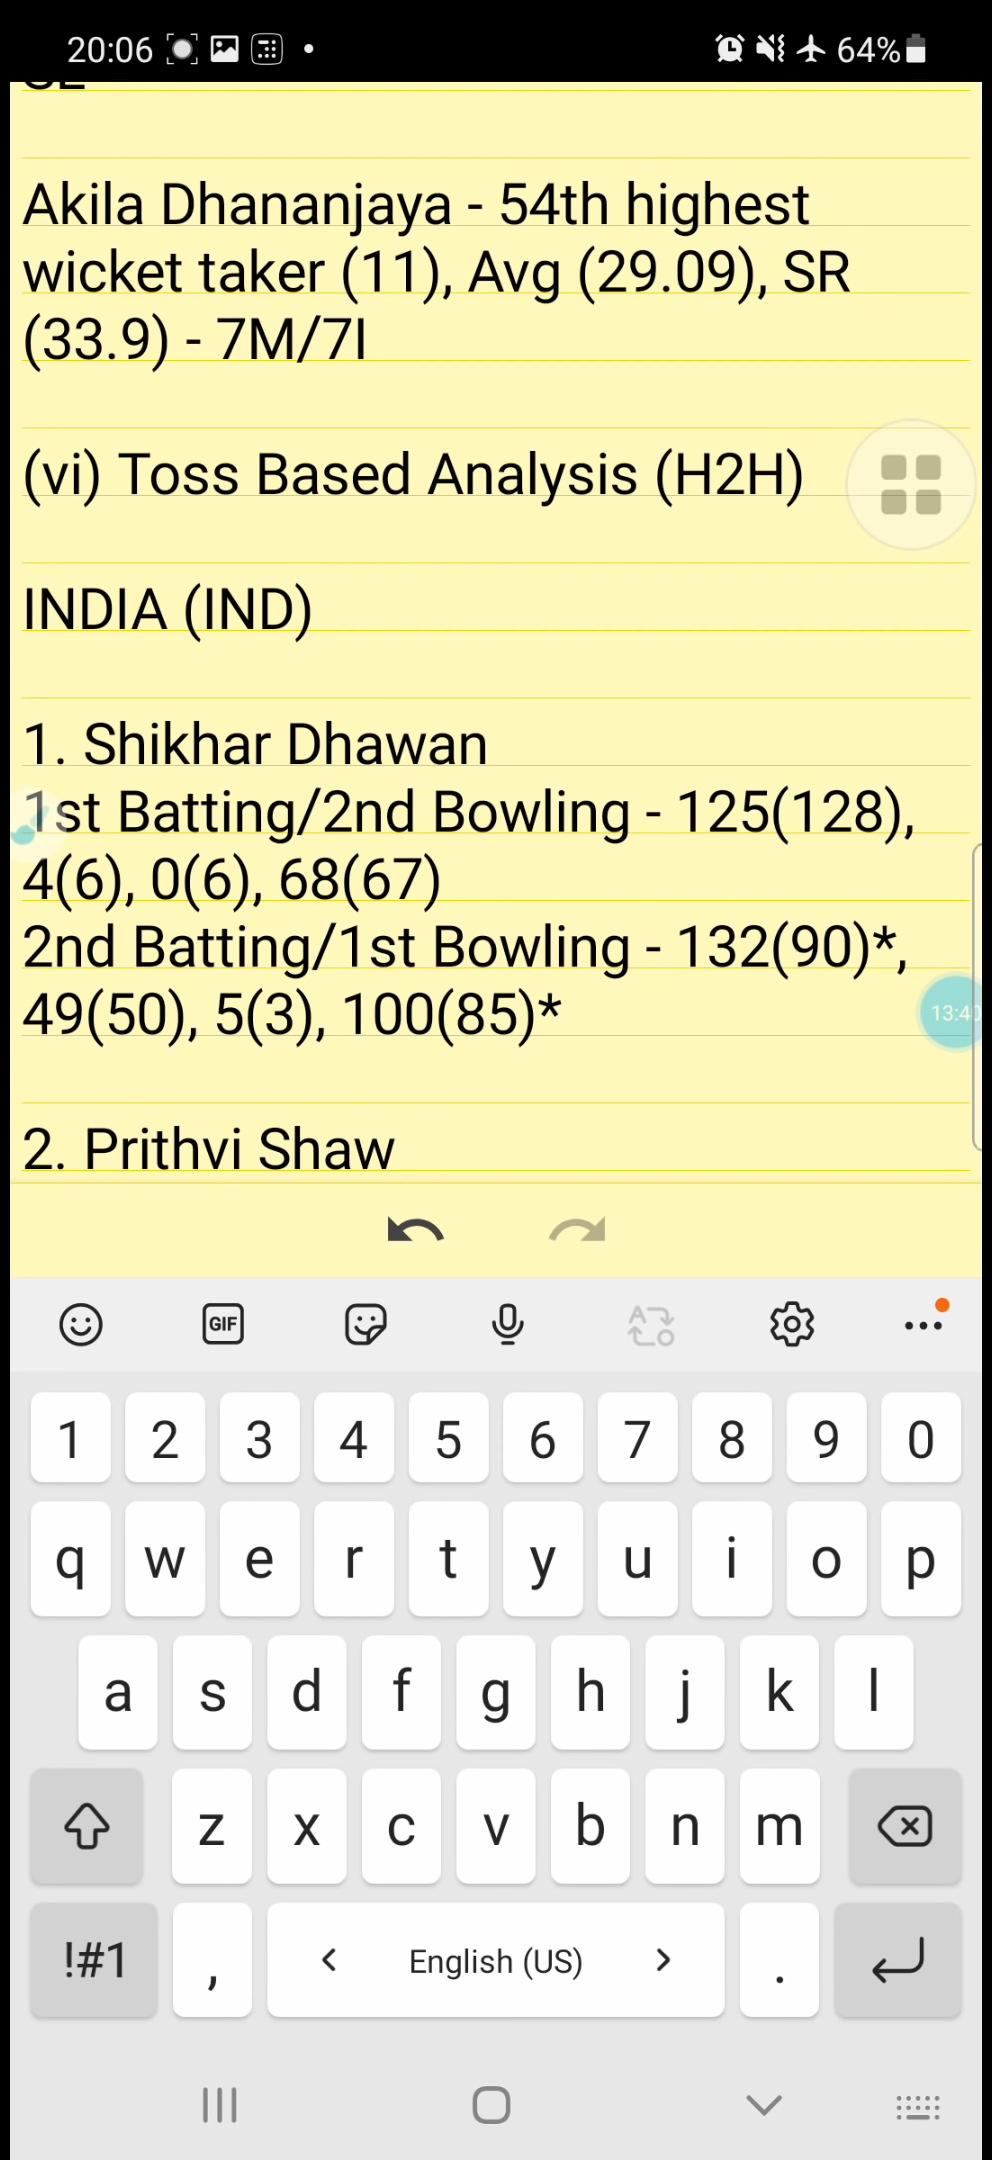 20:06 64%
Akila Dhananjaya - 54th highest
wicket taker (11), Avg (29.09), SR
(33.9) - 7M/7I
(vi) Toss Based Analysis (H2H)
INDIA (IND)
1. Shikhar Dhawan
1st Batting/2nd Bowling - 125(128),
4(6), 0(6), 68(67)
2nd Batting/1st Bowling - 132(90)*,
49(50), 5(3), 100(85)*
13:40
2. Prithvi Shaw
GIF
1 2 3 4 5 6 7 8 9 0
q w e r t y u i o p
a s d f g h j k l
z x c v b n m
!#1 , < English (US) > .